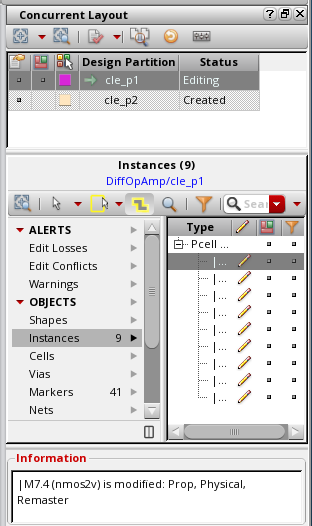 Concurrent Layout
Design Partition Status
cle_p1 Editing
cle_p2 Created
Instances (9)
DiffOpAmp/cle_p1
Sea
ALERTS
Edit Losses
Edit Conflicts
Warnings
OBJECTS
Shapes
Instances 9
Cells
Vias
Markers 41
Nets
Type
Pcell ...
|...
|...
|...
|...
|...
|...
|...
|...
|...
Information
|M7.4 (nmos2v) is modified: Prop, Physical,
Remaster